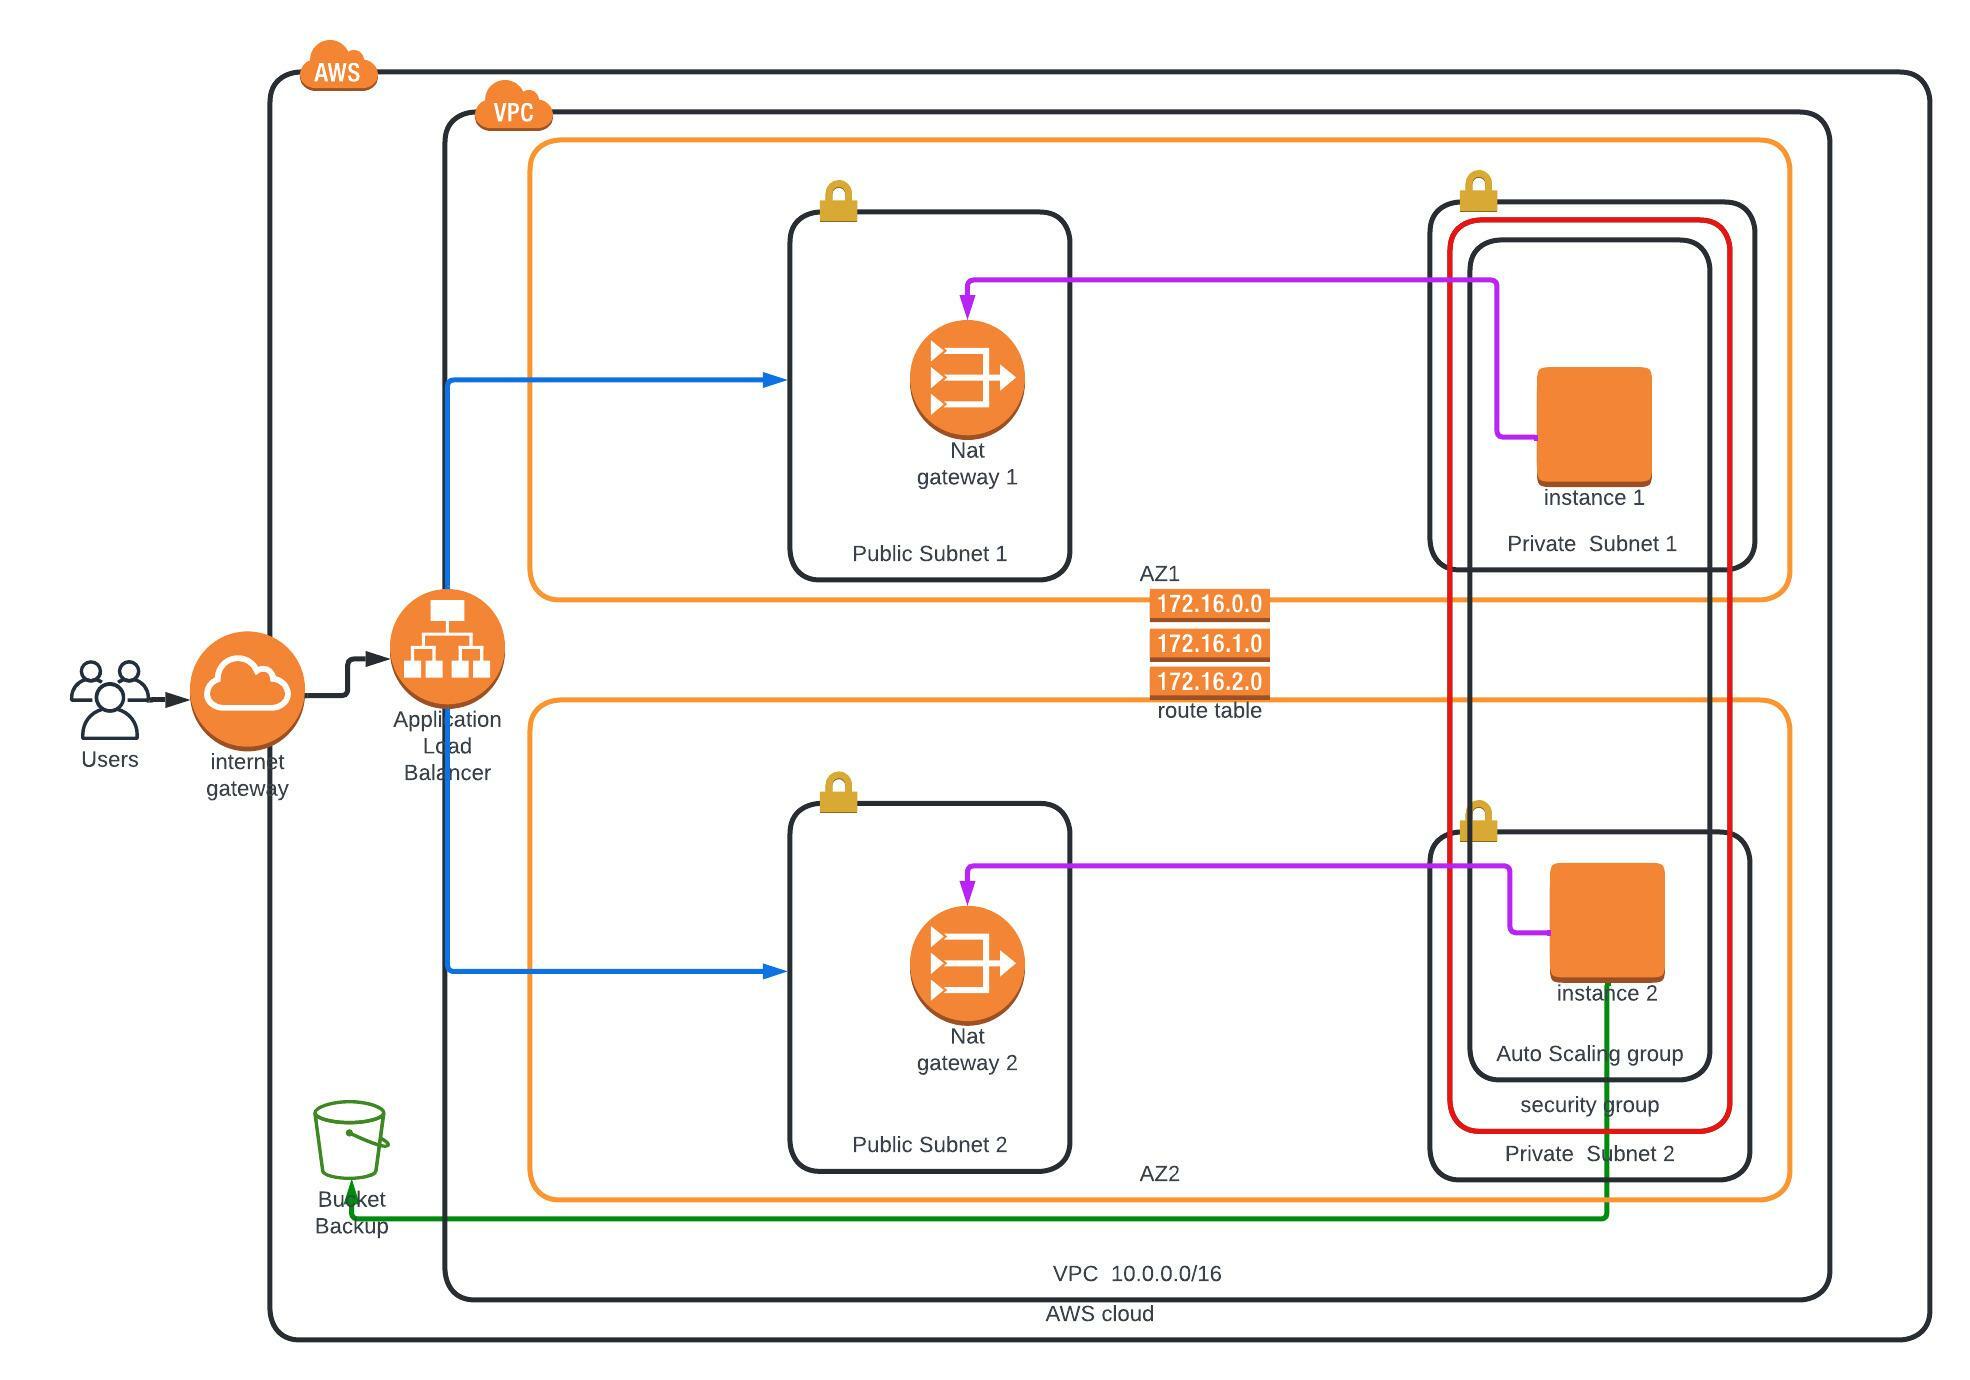 AWS
VPC
Nat
gateway 1
instance 1
Private  Subnet 1
Public Subnet 1
AZ1
172.16.0.0
172.16.1.0
172.16.2.0
route table
Users
internet
gateway
Application
Load
Balancer
instance 2
Nat
gateway 2
Auto Scaling group
security group
Public Subnet 2
Private  Subnet 2
AZ2
Bucket
Backup
VPC  10.0.0.0/16
AWS cloud